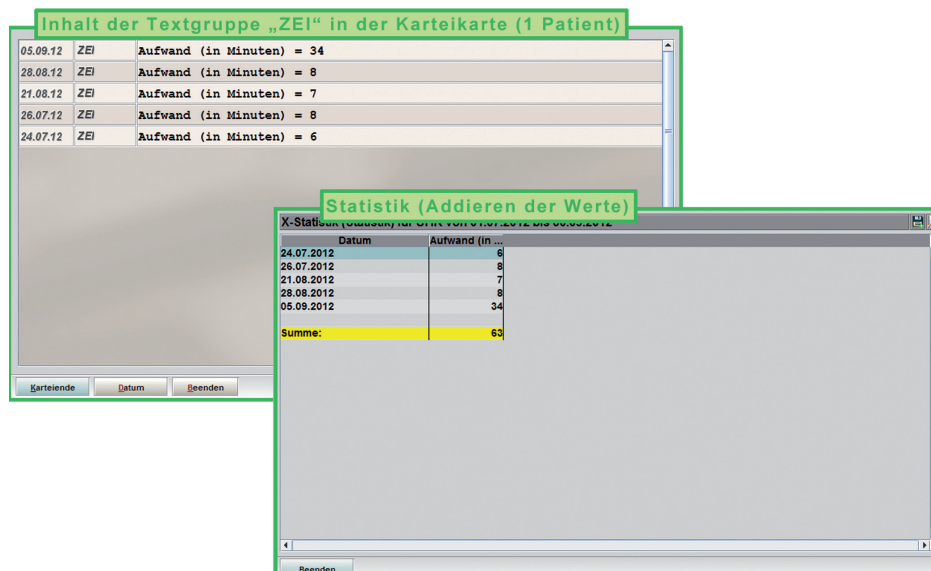 Inhalt der Textgruppe „ZEI“ in der Karteikarte (1 Patient)
05.09.12 ZEI Aufwand (in Minuten) = 34
28.08.12 ZEI Aufwand (in Minuten) = 8
21.08.12 ZEI Aufwand (in Minuten) = 7
26.07.12 ZEI Aufwand (in Minuten) = 8
24.07.12 ZEI Aufwand (in Minuten) = 6
Karteiende Datum Beenden
Statistik (Addieren der Werte)
X-Statistik (Statistik) für
Datum Aufwand (in ...
24.07.2012 6
26.07.2012 8
21.08.2012 7
28.08.2012 8
05.09.2012 34
Summe: 63
Beenden